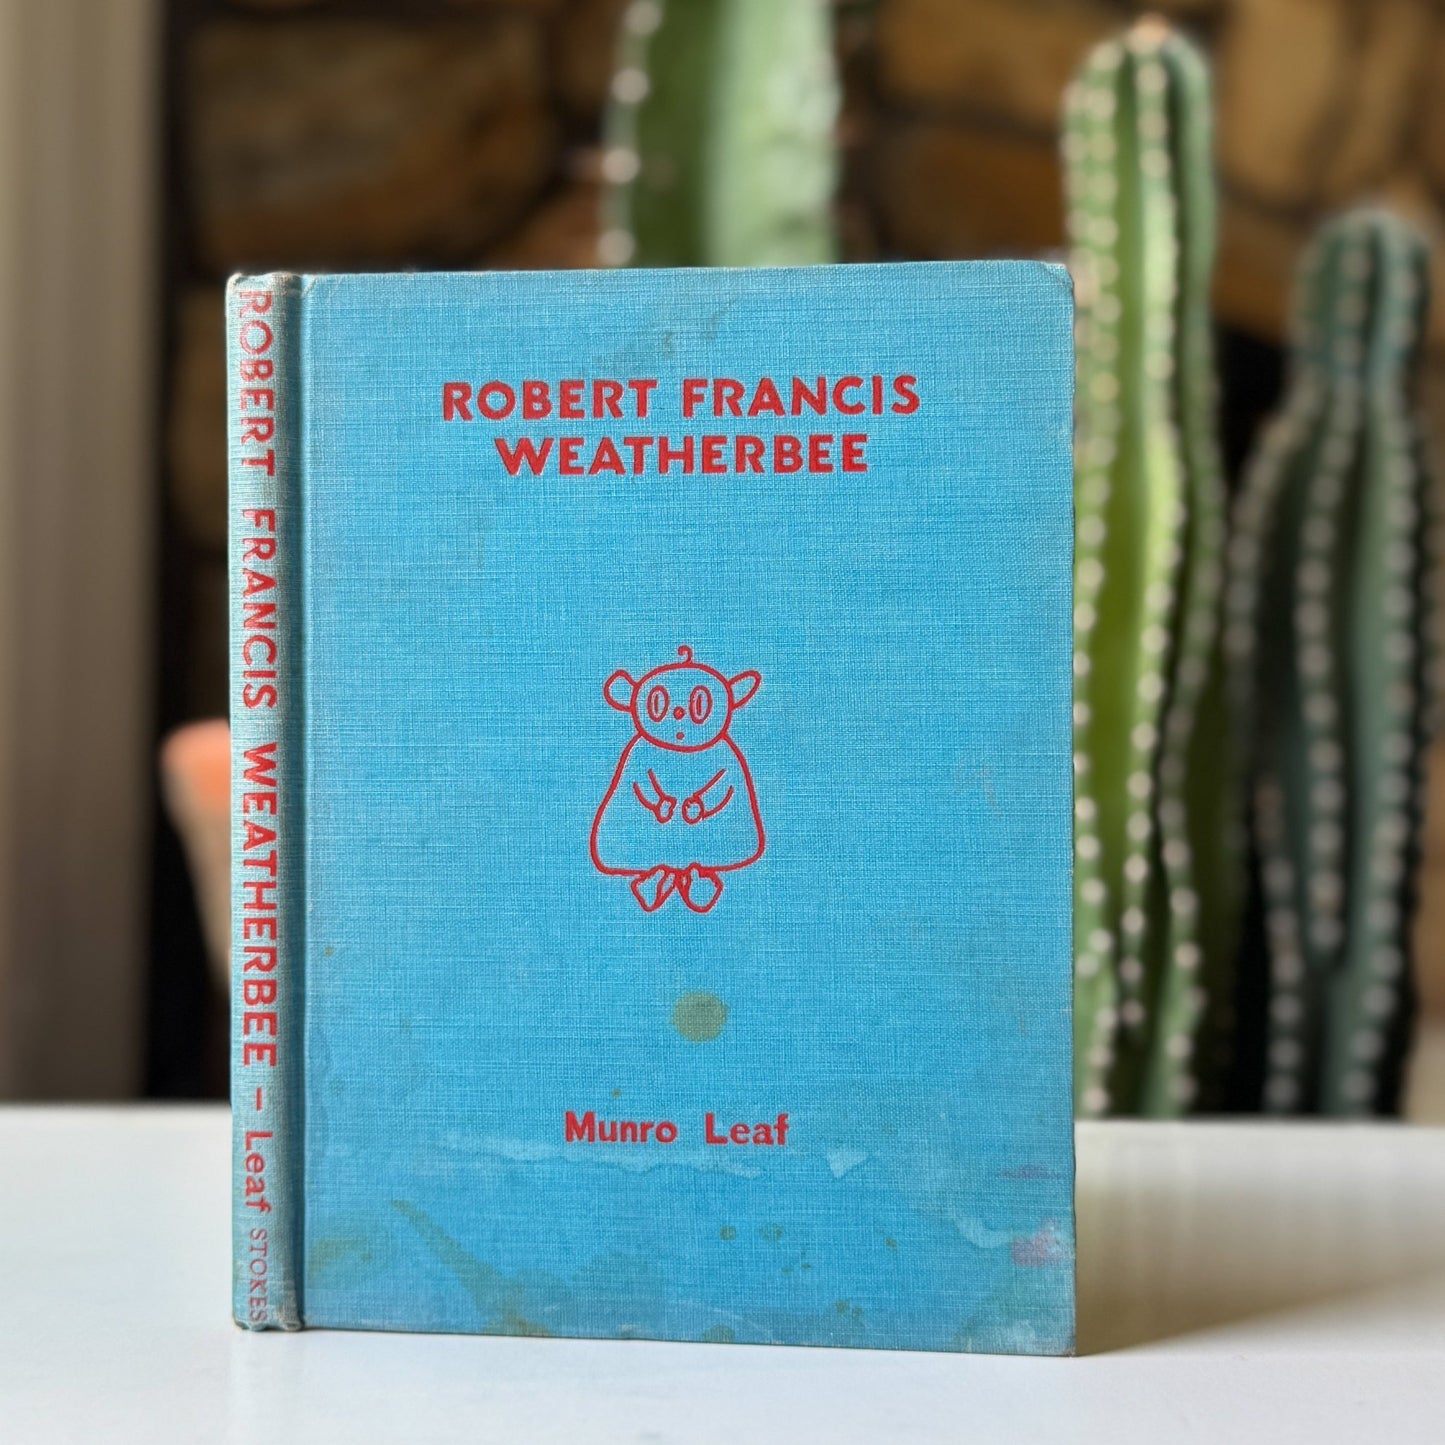 ROBERT FRANCIS WEATHERBEE – Leaf STOKES
ROBERT FRANCIS
WEATHERBEE
Munro Leaf